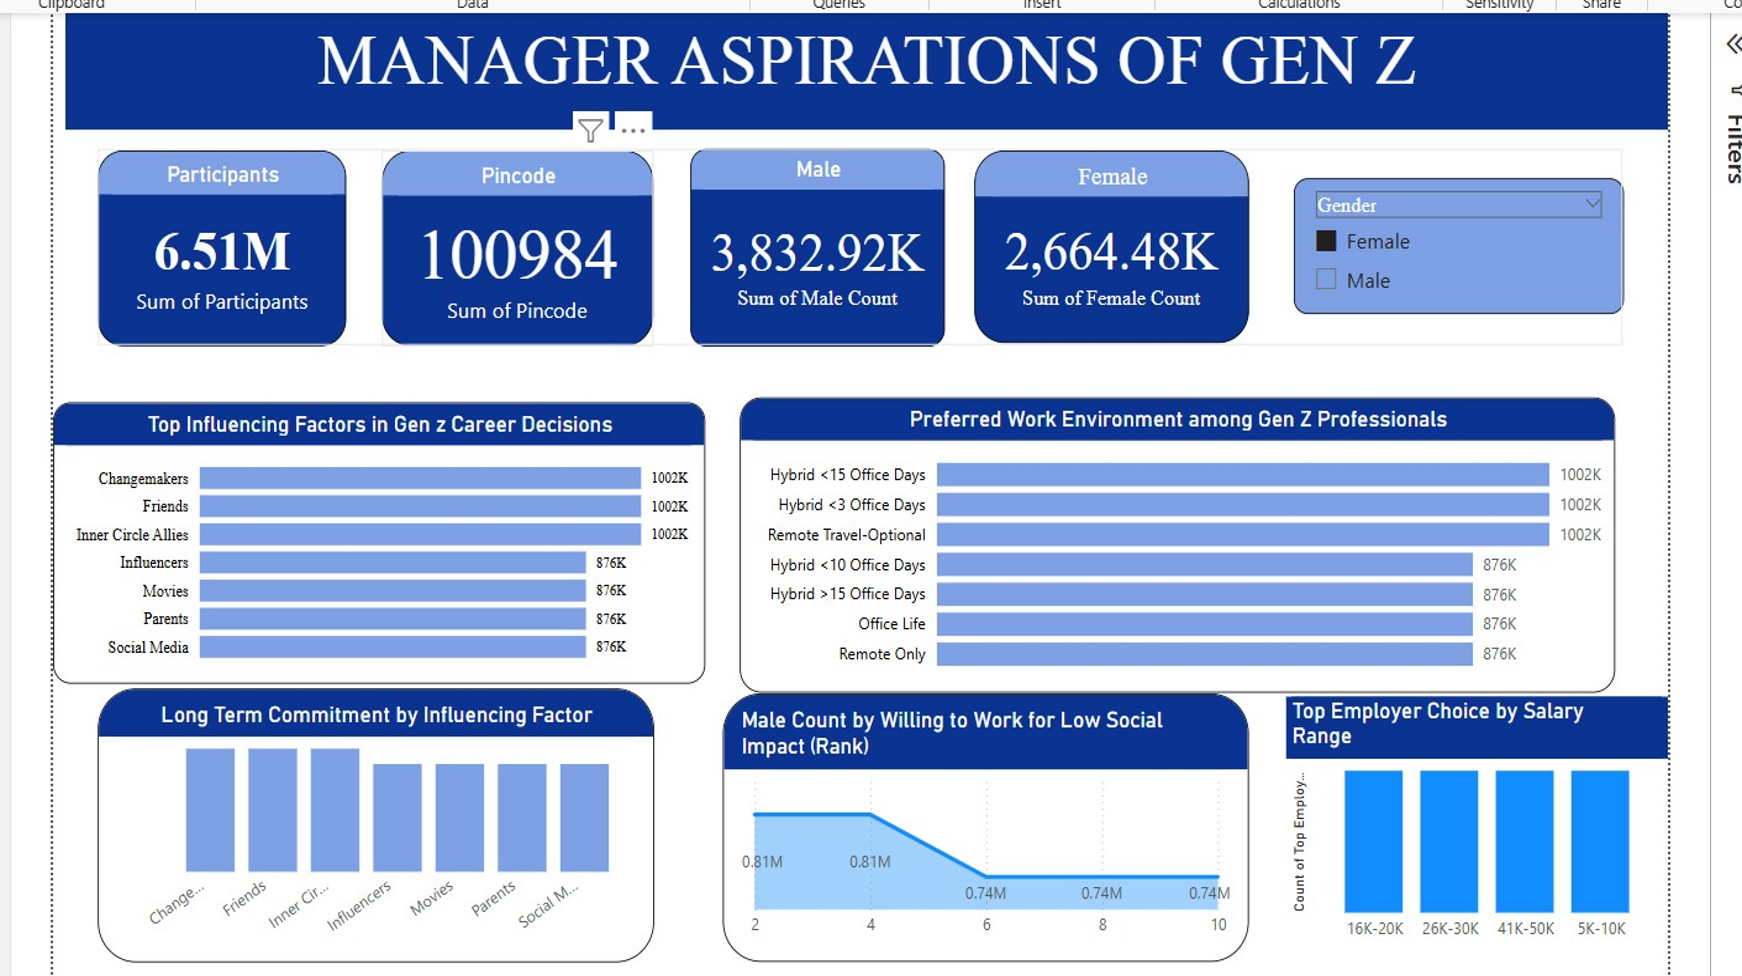 Clipboard
Data
Queries
Insert
Calculations
Sensitivity
Share
MANAGER ASPIRATIONS OF GEN Z
Filters
Participants
6.51M
Sum of Participants
Pincode
100984
Sum of Pincode
Male
3,832.92K
Sum of Male Count
Female
2,664.48K
Sum of Female Count
Gender
Female
Male
Top Influencing Factors in Gen z Career Decisions
Changemakers 1002K
Friends 1002K
Inner Circle Allies 1002K
Influencers 876K
Movies 876K
Parents 876K
Social Media 876K
Preferred Work Environment among Gen Z Professionals
Hybrid <15 Office Days 1002K
Hybrid <3 Office Days 1002K
Remote Travel-Optional 1002K
Hybrid <10 Office Days 876K
Hybrid >15 Office Days 876K
Office Life 876K
Remote Only 876K
Long Term Commitment by Influencing Factor
Change...
Friends
Inner Cir...
Influencers
Movies
Parents
Social M...
Male Count by Willing to Work for Low Social
Impact (Rank)
0.81M 0.81M 0.74M 0.74M 0.74M
2 4 6 8 10
Top Employer Choice by Salary
Range
Count of Top Employ...
16K-20K 26K-30K 41K-50K 5K-10K